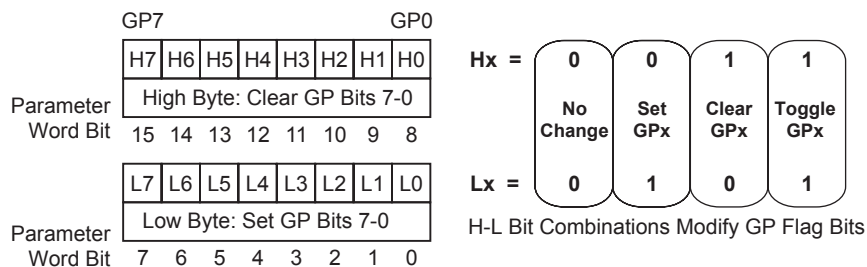 GP7 GP0
H7 H6 H5 H4 H3 H2 H1 H0
High Byte: Clear GP Bits 7-0
Parameter
Word Bit 15 14 13 12 11 10 9 8
L7 L6 L5 L4 L3 L2 L1 L0
Low Byte: Set GP Bits 7-0
Parameter
Word Bit 7 6 5 4 3 2 1 0
Hx = 0 0 1 1
No Set Clear Toggle
Change GPx GPx GPx
Lx = 0 1 0 1
H-L Bit Combinations Modify GP Flag Bits